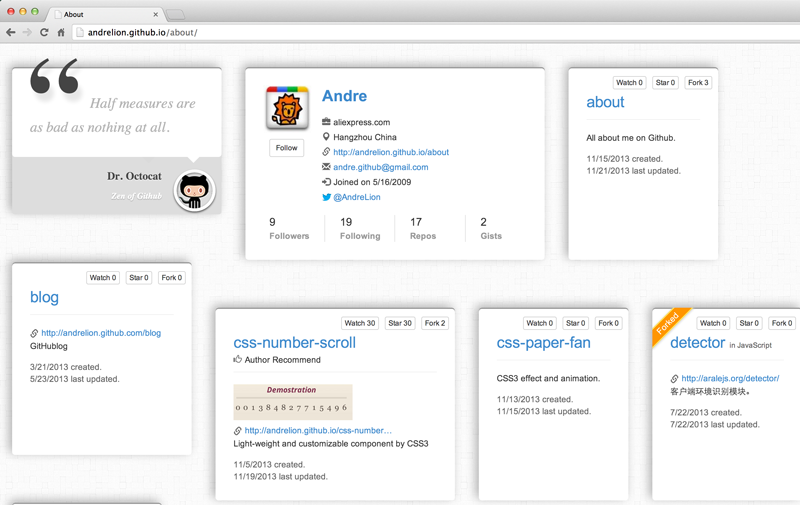 About
andrelion.github.io/about/
“ Half measures are
as bad as nothing at all.
Dr. Octocat
Zen of Github
Andre
Follow
aliexpress.com
Hangzhou China
http://andrelion.github.io/about
andre.github@gmail.com
Joined on 5/16/2009
@AndreLion
9 19 17 2
Followers Following Repos Gists
Watch 0 Star 0 Fork 3
about
All about me on Github.
11/15/2013 created.
11/21/2013 last updated.
Watch 0 Star 0 Fork 0
blog
http://andrelion.github.com/blog
GitHublog
3/21/2013 created.
5/23/2013 last updated.
Watch 30 Star 30 Fork 2
css-number-scroll
Author Recommend
Demostration
0 0 1 3 8 4 8 2 7 7 1 5 4 9 6
http://andrelion.github.io/css-number…
Light-weight and customizable component by CSS3
11/5/2013 created.
11/19/2013 last updated.
Watch 0 Star 0 Fork 0
css-paper-fan
CSS3 effect and animation.
11/13/2013 created.
11/15/2013 last updated.
Forked
Watch 0 Star 0 Fork 0
detector in JavaScript
http://aralejs.org/detector/
客户端环境识别模块。
7/22/2013 created.
7/22/2013 last updated.